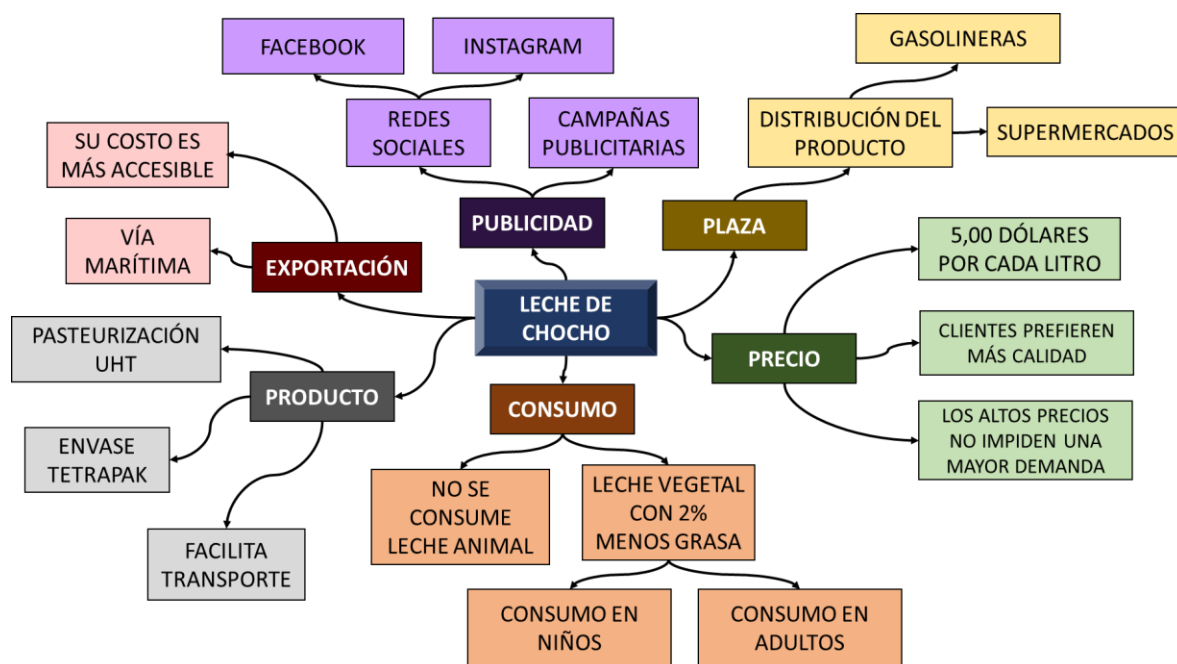 FACEBOOK
INSTAGRAM
GASOLINERAS
REDES
SOCIALES
CAMPAÑAS
PUBLICITARIAS
DISTRIBUCIÓN DEL
PRODUCTO
SUPERMERCADOS
SU COSTO ES
MÁS ACCESIBLE
PUBLICIDAD
PLAZA
VÍA
MARÍTIMA
EXPORTACIÓN
5,00 DÓLARES
POR CADA LITRO
LECHE DE
CHOCHO
PASTEURIZACIÓN
UHT
CLIENTES PREFIEREN
MÁS CALIDAD
PRECIO
PRODUCTO
CONSUMO
LOS ALTOS PRECIOS
NO IMPIDEN UNA
MAYOR DEMANDA
ENVASE
TETRAPAK
NO SE
CONSUME
LECHE ANIMAL
LECHE VEGETAL
CON 2%
MENOS GRASA
FACILITA
TRANSPORTE
CONSUMO EN
NIÑOS
CONSUMO EN
ADULTOS